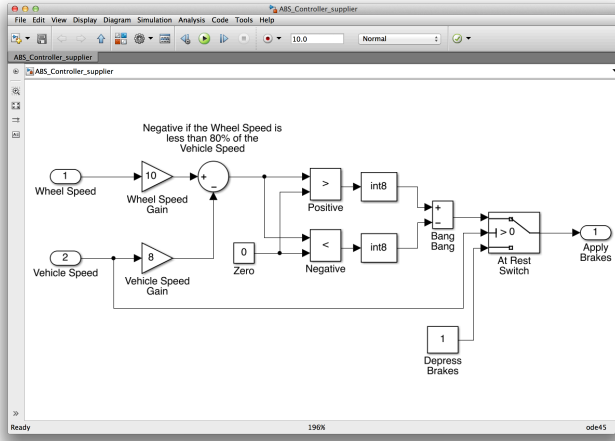 ABS_Controller_supplier
File Edit View Display Diagram Simulation Analysis Code Tools Help
10.0
Normal
ABS_Controller_supplier
ABS_Controller_supplier
Negative if the Wheel Speed is
less than 80% of the
Vehicle Speed
1
Wheel Speed
10
Wheel Speed
Gain
+
−
>
Positive
int8
2
Vehicle Speed
8
Vehicle Speed
Gain
0
Zero
<
Negative
int8
+
−
Bang
Bang
> 0
At Rest
Switch
1
Apply
Brakes
1
Depress
Brakes
»
Ready
196%
ode45